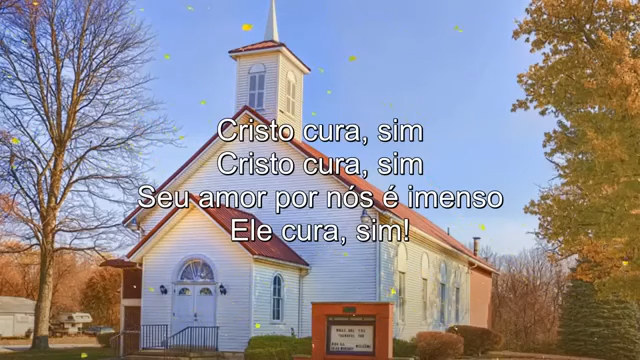 Cristo cura, sim
Cristo cura, sim
Seu amor por nós é imenso
Ele cura, sim!